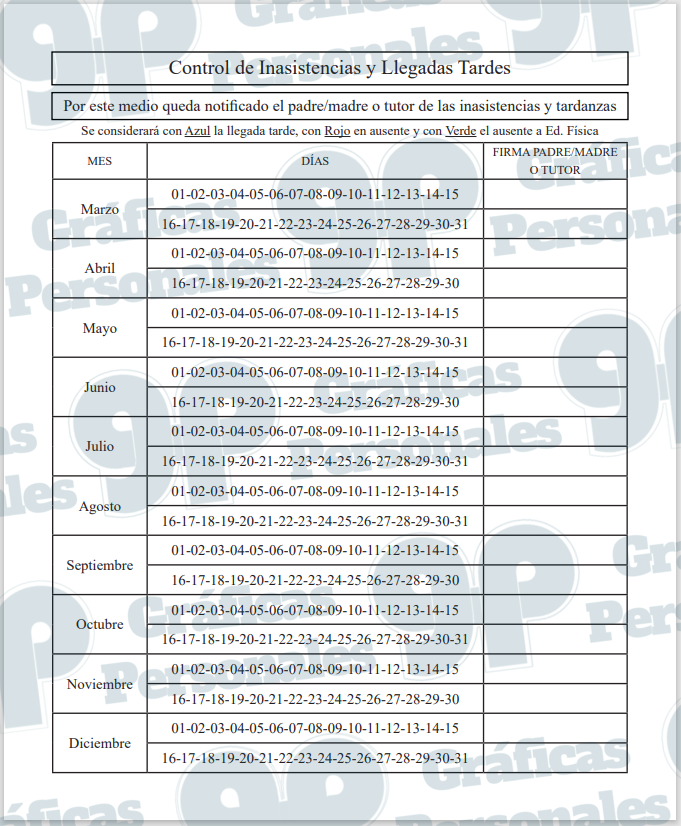 Control de Inasistencias y Llegadas Tardes
Por este medio queda notificado el padre/madre o tutor de las inasistencias y tardanzas
Se considerará con Azul la llegada tarde, con Rojo en ausente y con Verde el ausente a Ed. Física
MES DÍAS FIRMA PADRE/MADRE
O TUTOR
Marzo
01-02-03-04-05-06-07-08-09-10-11-12-13-14-15
16-17-18-19-20-21-22-23-24-25-26-27-28-29-30-31
Abril
01-02-03-04-05-06-07-08-09-10-11-12-13-14-15
16-17-18-19-20-21-22-23-24-25-26-27-28-29-30
Mayo
01-02-03-04-05-06-07-08-09-10-11-12-13-14-15
16-17-18-19-20-21-22-23-24-25-26-27-28-29-30-31
Junio
01-02-03-04-05-06-07-08-09-10-11-12-13-14-15
16-17-18-19-20-21-22-23-24-25-26-27-28-29-30
Julio
01-02-03-04-05-06-07-08-09-10-11-12-13-14-15
16-17-18-19-20-21-22-23-24-25-26-27-28-29-30-31
Agosto
01-02-03-04-05-06-07-08-09-10-11-12-13-14-15
16-17-18-19-20-21-22-23-24-25-26-27-28-29-30-31
Septiembre
01-02-03-04-05-06-07-08-09-10-11-12-13-14-15
16-17-18-19-20-21-22-23-24-25-26-27-28-29-30
Octubre
01-02-03-04-05-06-07-08-09-10-11-12-13-14-15
16-17-18-19-20-21-22-23-24-25-26-27-28-29-30-31
Noviembre
01-02-03-04-05-06-07-08-09-10-11-12-13-14-15
16-17-18-19-20-21-22-23-24-25-26-27-28-29-30
Diciembre
01-02-03-04-05-06-07-08-09-10-11-12-13-14-15
16-17-18-19-20-21-22-23-24-25-26-27-28-29-30-31
gp Gráficas
Personales